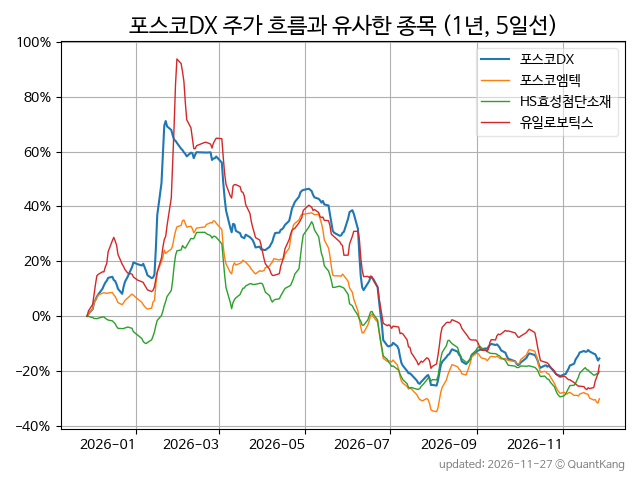 포스코DX 주가 흐름과 유사한 종목 (1년, 5일선)
100%
80%
60%
40%
20%
0%
−20%
−40%
포스코DX
포스코엠텍
HS효성첨단소재
유일로보틱스
2026-01 2026-03 2026-05 2026-07 2026-09 2026-11
updated: 2026-11-27 © QuantKang